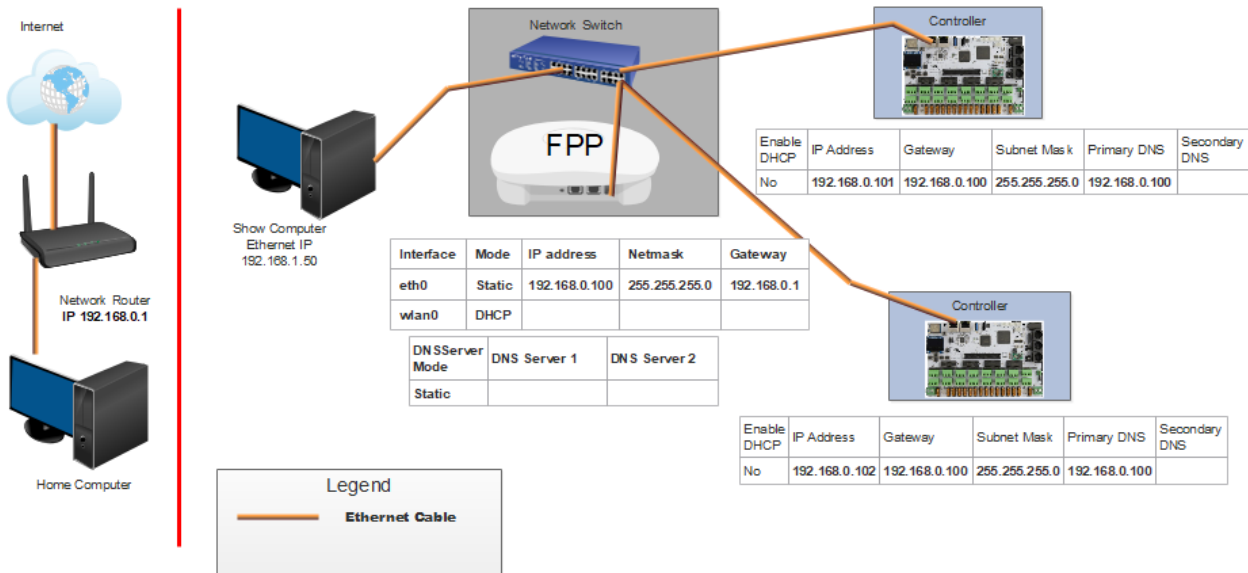 Internet
Network Router
IP 192.168.0.1
Home Computer
Show Computer
Ethernet IP
192.168.1.50
Network Switch
FPP
Interface Mode IP address Netmask Gateway
eth0 Static 192.168.0.100 255.255.255.0 192.168.0.1
wlan0 DHCP
DNSServer Mode DNS Server 1 DNS Server 2
Static
Controller
Enable DHCP IP Address Gateway Subnet Mask Primary DNS Secondary DNS
No 192.168.0.101 192.168.0.100 255.255.255.0 192.168.0.100
Controller
Enable DHCP IP Address Gateway Subnet Mask Primary DNS Secondary DNS
No 192.168.0.102 192.168.0.100 255.255.255.0 192.168.0.100
Legend
Ethernet Cable